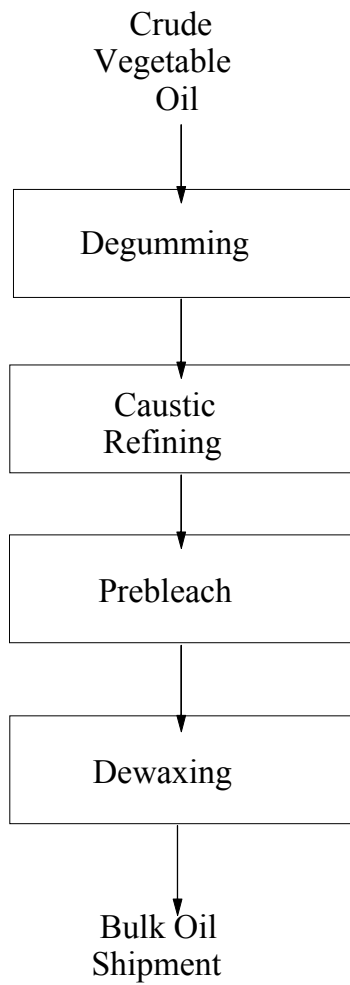 Crude
Vegetable
Oil
Degumming
Caustic
Refining
Prebleach
Dewaxing
Bulk Oil
Shipment